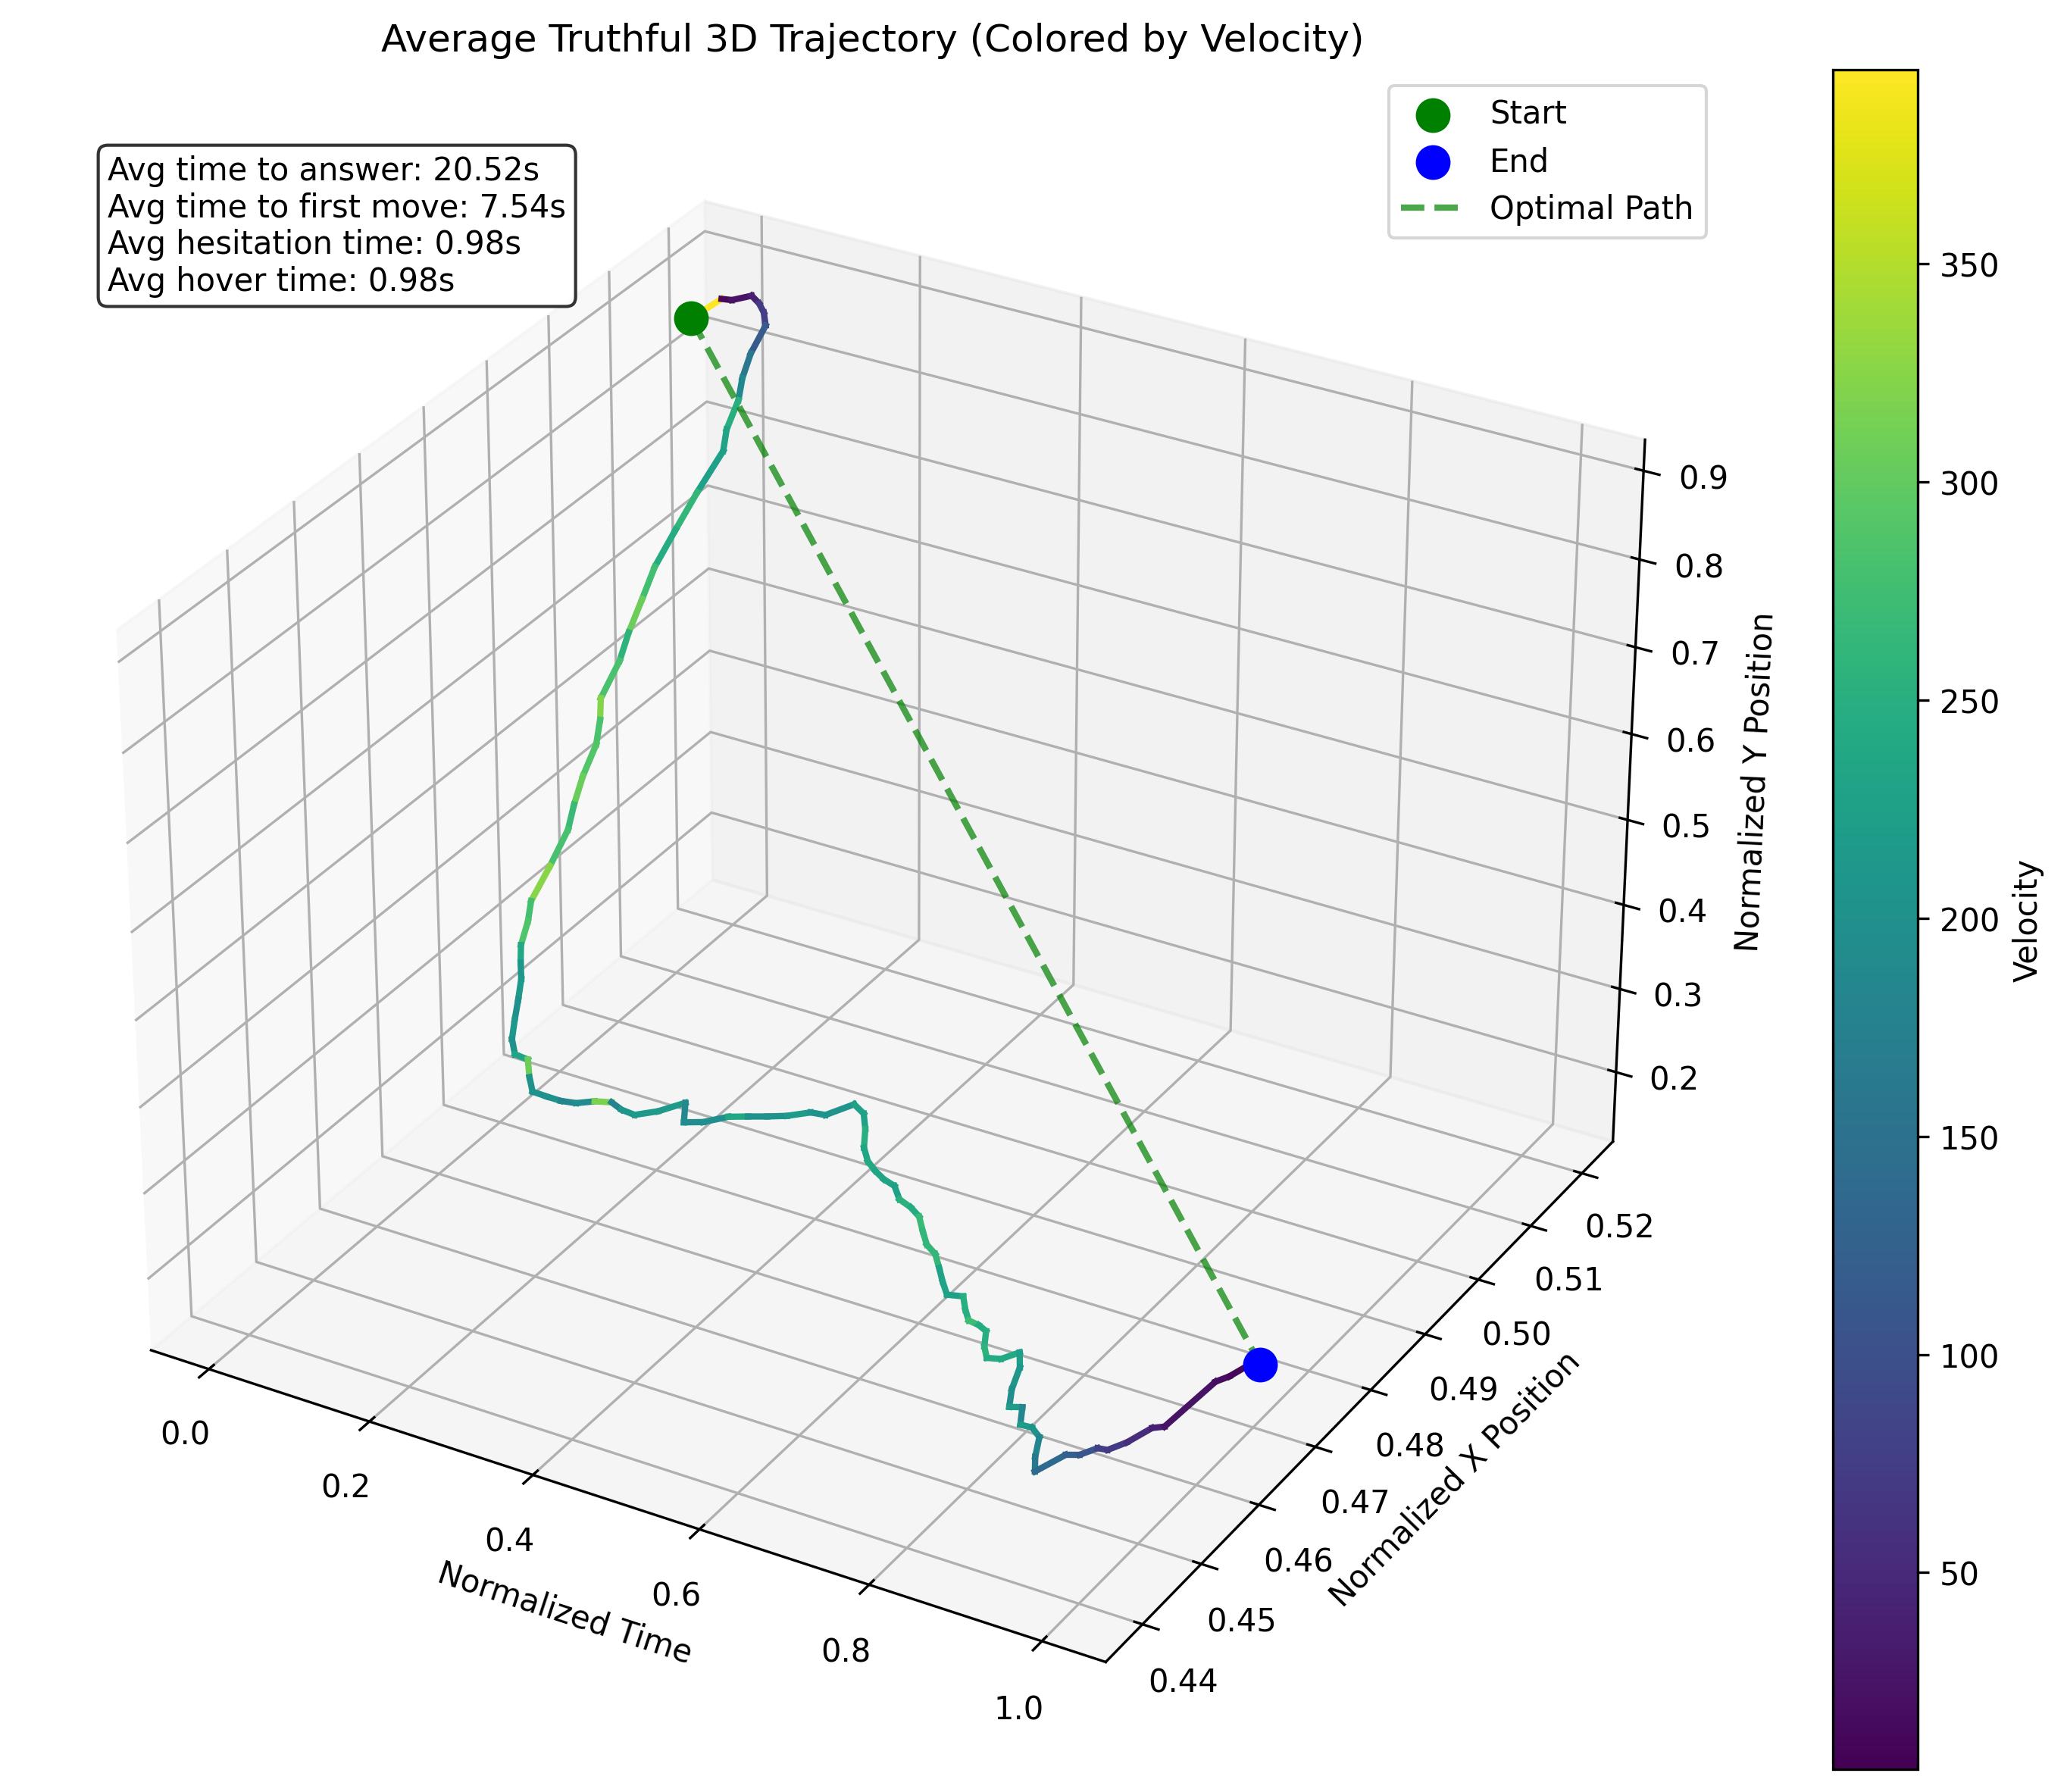 Average Truthful 3D Trajectory (Colored by Velocity)
Avg time to answer: 20.52s
Avg time to first move: 7.54s
Avg hesitation time: 0.98s
Avg hover time: 0.98s
Start
End
Optimal Path
0.0
0.2
0.4
0.6
0.8
1.0
Normalized Time
0.44
0.45
0.46
0.47
0.48
0.49
0.50
0.51
0.52
Normalized X Position
0.9
0.8
0.7
0.6
0.5
0.4
0.3
0.2
Normalized Y Position
350
300
250
200
150
100
50
Velocity